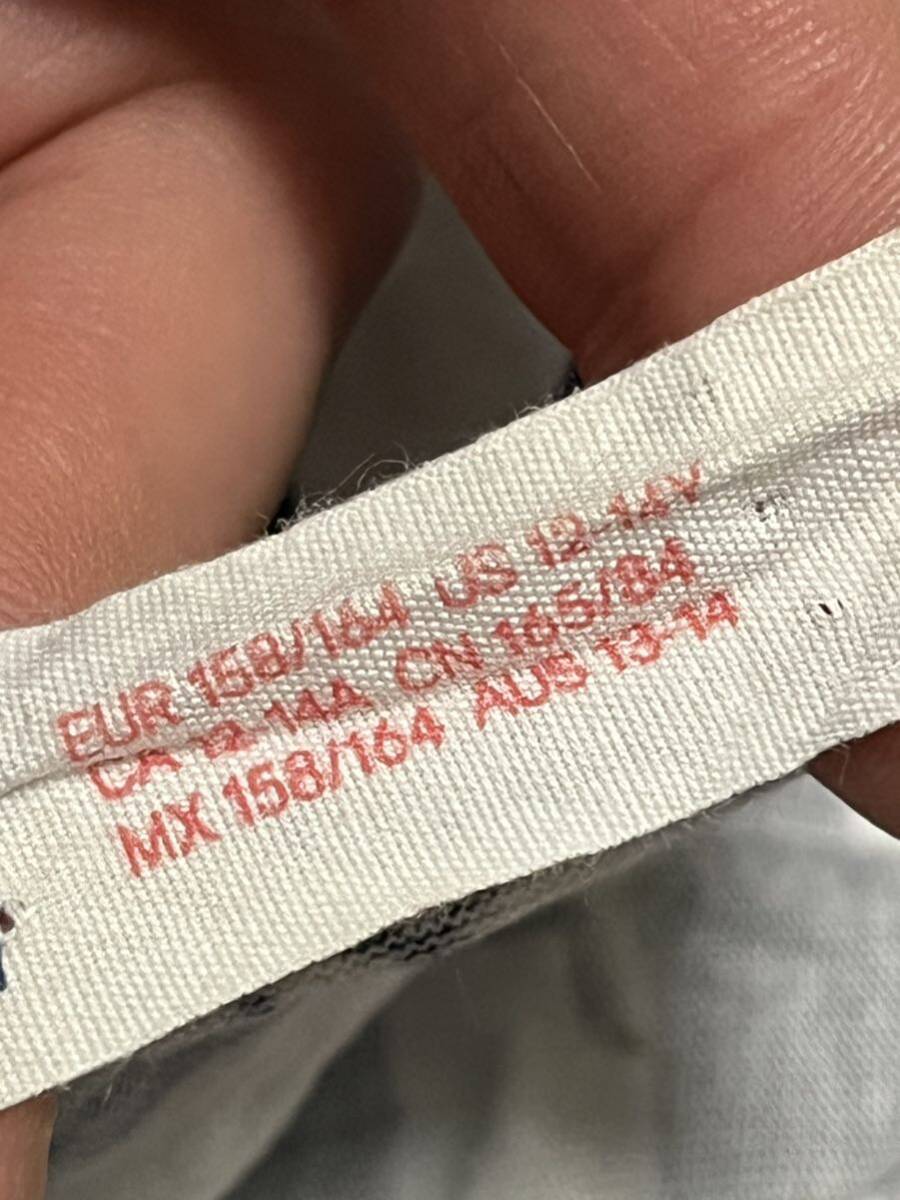 EUR 158/164 US 12-14Y
CA 12-14A CN 165/84
MX 158/164 AUS 13-14